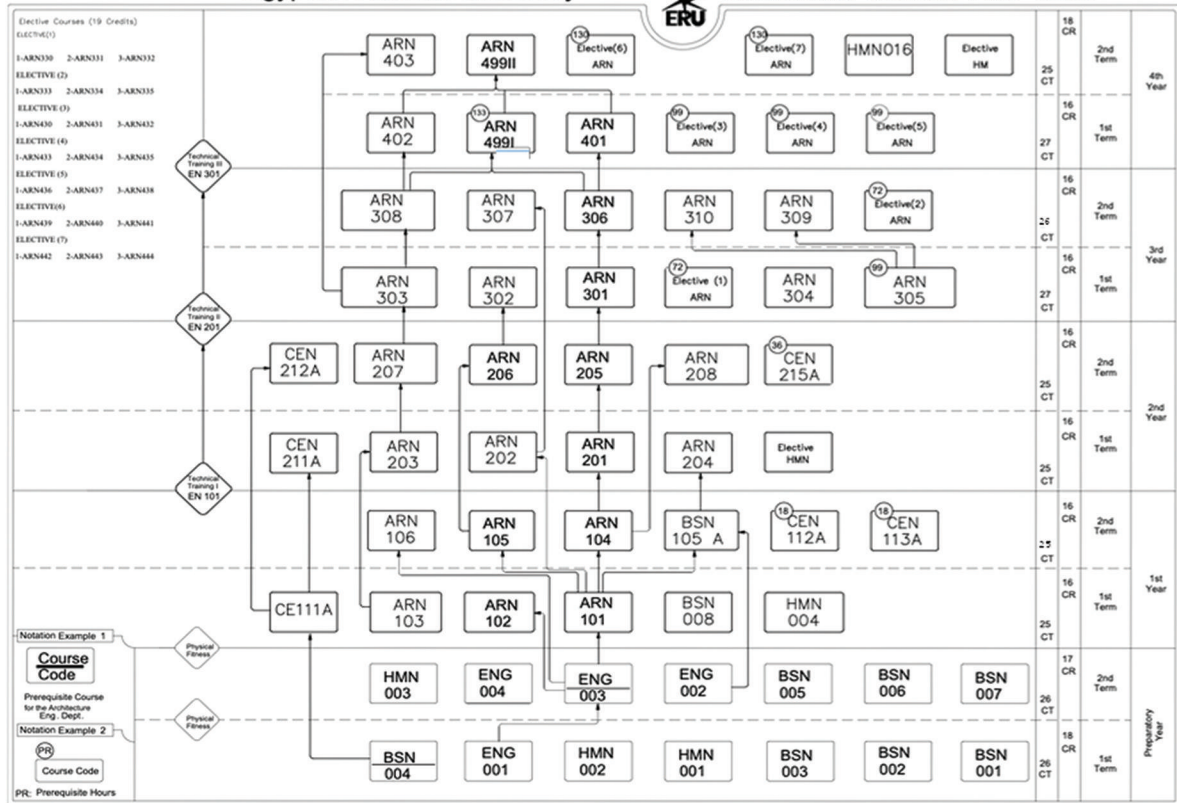 ERU
Elective Courses (19 Credits)
ELECTIVE(1)
1-ARN330 2-ARN331 3-ARN332
ELECTIVE (2)
1-ARN333 2-ARN334 3-ARN335
ELECTIVE (3)
1-ARN430 2-ARN431 3-ARN432
ELECTIVE (4)
1-ARN433 2-ARN434 3-ARN435
ELECTIVE (5)
1-ARN436 2-ARN437 3-ARN438
ELECTIVE(6)
1-ARN439 2-ARN440 3-ARN441
ELECTIVE (7)
1-ARN442 2-ARN443 3-ARN444
ARN
403
ARN
499II
130
Elective(6)
ARN
130
Elective(7)
ARN
HMN016
Elective
HM
25
CT
18
CR
2nd
Term
4th
Year
ARN
402
133
ARN
499I
ARN
401
99
Elective(3)
ARN
99
Elective(4)
ARN
99
Elective(5)
ARN
27
CT
16
CR
1st
Term
Technical
Training III
EN 301
ARN
308
ARN
307
ARN
306
ARN
310
ARN
309
72
Elective(2)
ARN
26
CT
16
CR
2nd
Term
3rd
Year
ARN
303
ARN
302
ARN
301
72
Elective (1)
ARN
ARN
304
99
ARN
305
27
CT
16
CR
1st
Term
Technical
Training II
EN 201
CEN
212A
ARN
207
ARN
206
ARN
205
ARN
208
36
CEN
215A
25
CT
16
CR
2nd
Term
2nd
Year
CEN
211A
ARN
203
ARN
202
ARN
201
ARN
204
Elective
HMN
25
CT
16
CR
1st
Term
Technical
Training I
EN 101
ARN
106
ARN
105
ARN
104
BSN
105 A
18
CEN
112A
18
CEN
113A
25
CT
16
CR
2nd
Term
1st
Year
CE111A
ARN
103
ARN
102
ARN
101
BSN
008
HMN
004
25
CT
16
CR
1st
Term
Physical
Fitness
HMN
003
ENG
004
ENG
003
ENG
002
BSN
005
BSN
006
BSN
007
26
CT
17
CR
2nd
Term
Preparatory
Year
Physical
Fitness
BSN
004
ENG
001
HMN
002
HMN
001
BSN
003
BSN
002
BSN
001
26
CT
18
CR
1st
Term
Notation Example 1
Course
Code
Prerequisite Course
for the Architecture
Eng. Dept.
Notation Example 2
PR
Course Code
PR: Prerequisite Hours